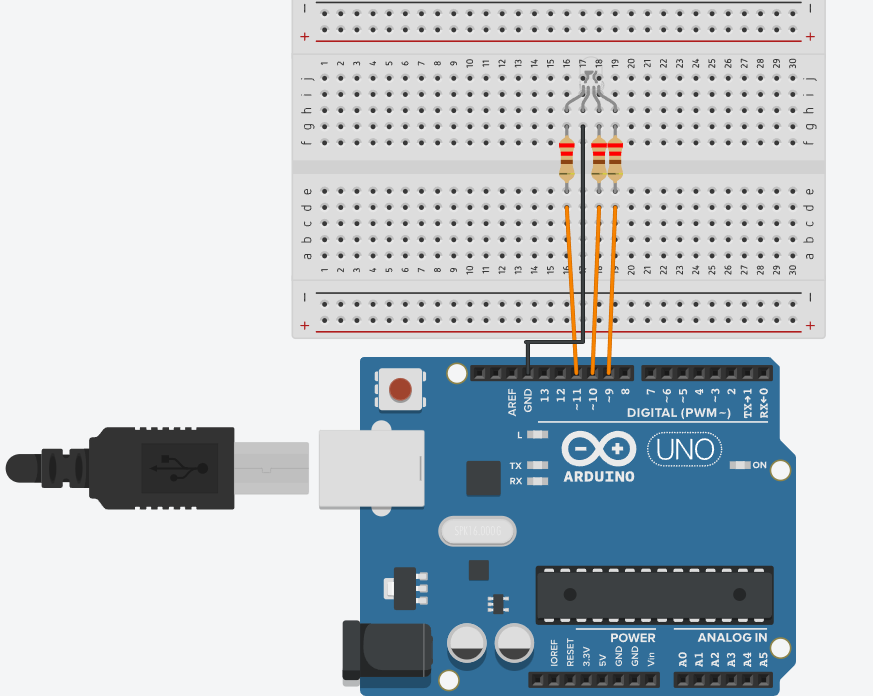 − −
+ +
1 2 3 4 5 6 7 8 9 10 11 12 13 14 15 16 17 18 19 20 21 22 23 24 25 26 27 28 29 30
j j
i i
h h
g g
f f
e e
d d
c c
b b
a a
1 2 3 4 5 6 7 8 9 10 11 12 13 14 15 16 17 18 19 20 21 22 23 24 25 26 27 28 29 30
− −
+ +
AREF GND 13 12 ~11 ~10 ~9 8 7 ~6 ~5 4 ~3 2 TX→1 RX←0
DIGITAL (PWM~)
L
TX
RX
ARDUINO
UNO
ON
POWER
ANALOG IN
IOREF RESET 3.3V 5V GND GND Vin A0 A1 A2 A3 A4 A5